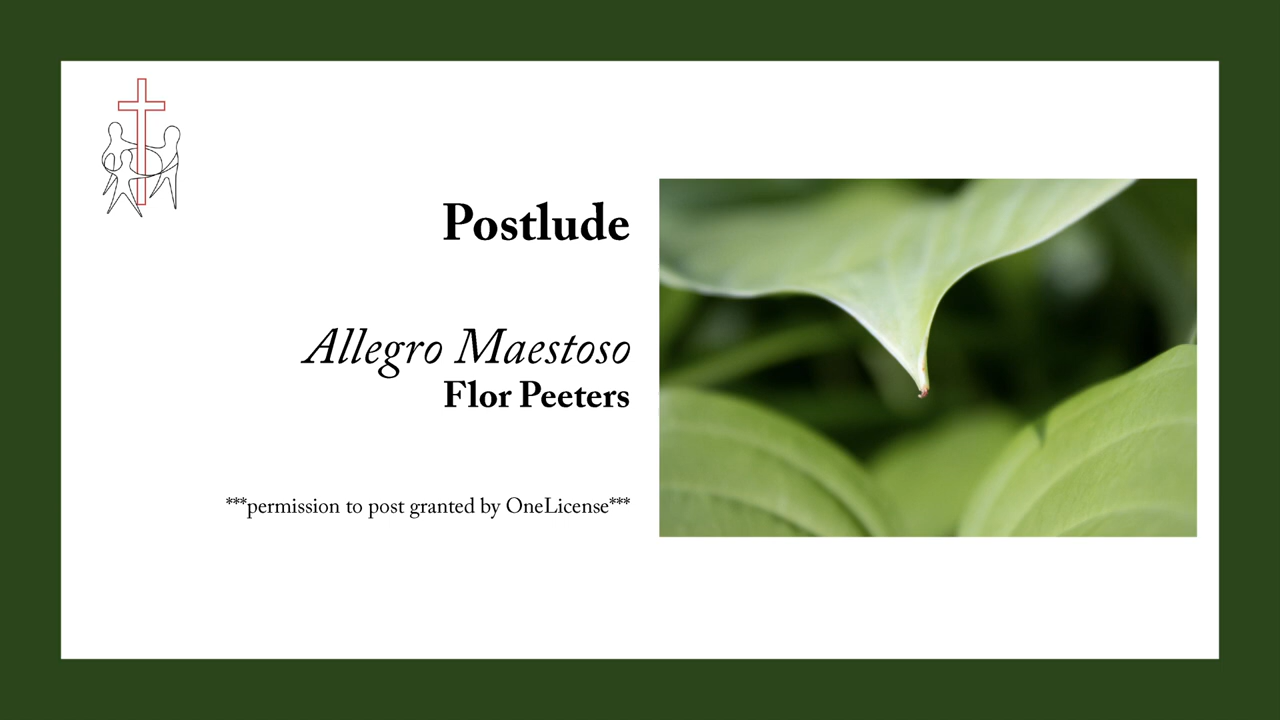 Postlude
Allegro Maestoso
Flor Peeters
***permission to post granted by OneLicense***